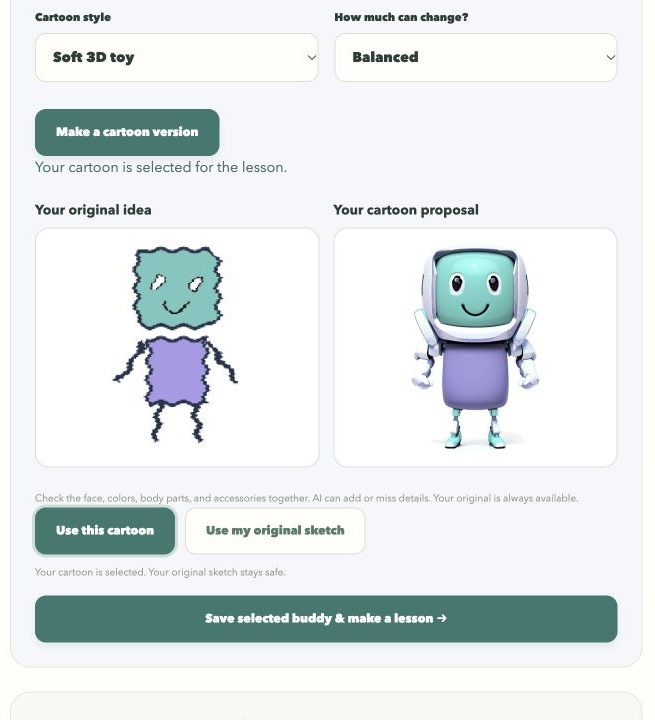 Cartoon style
How much can change?
Soft 3D toy
Balanced
Make a cartoon version
Your cartoon is selected for the lesson.
Your original idea
Your cartoon proposal
Check the face, colors, body parts, and accessories together. AI can add or miss details. Your original is always available.
Use this cartoon
Use my original sketch
Your cartoon is selected. Your original sketch stays safe.
Save selected buddy & make a lesson →